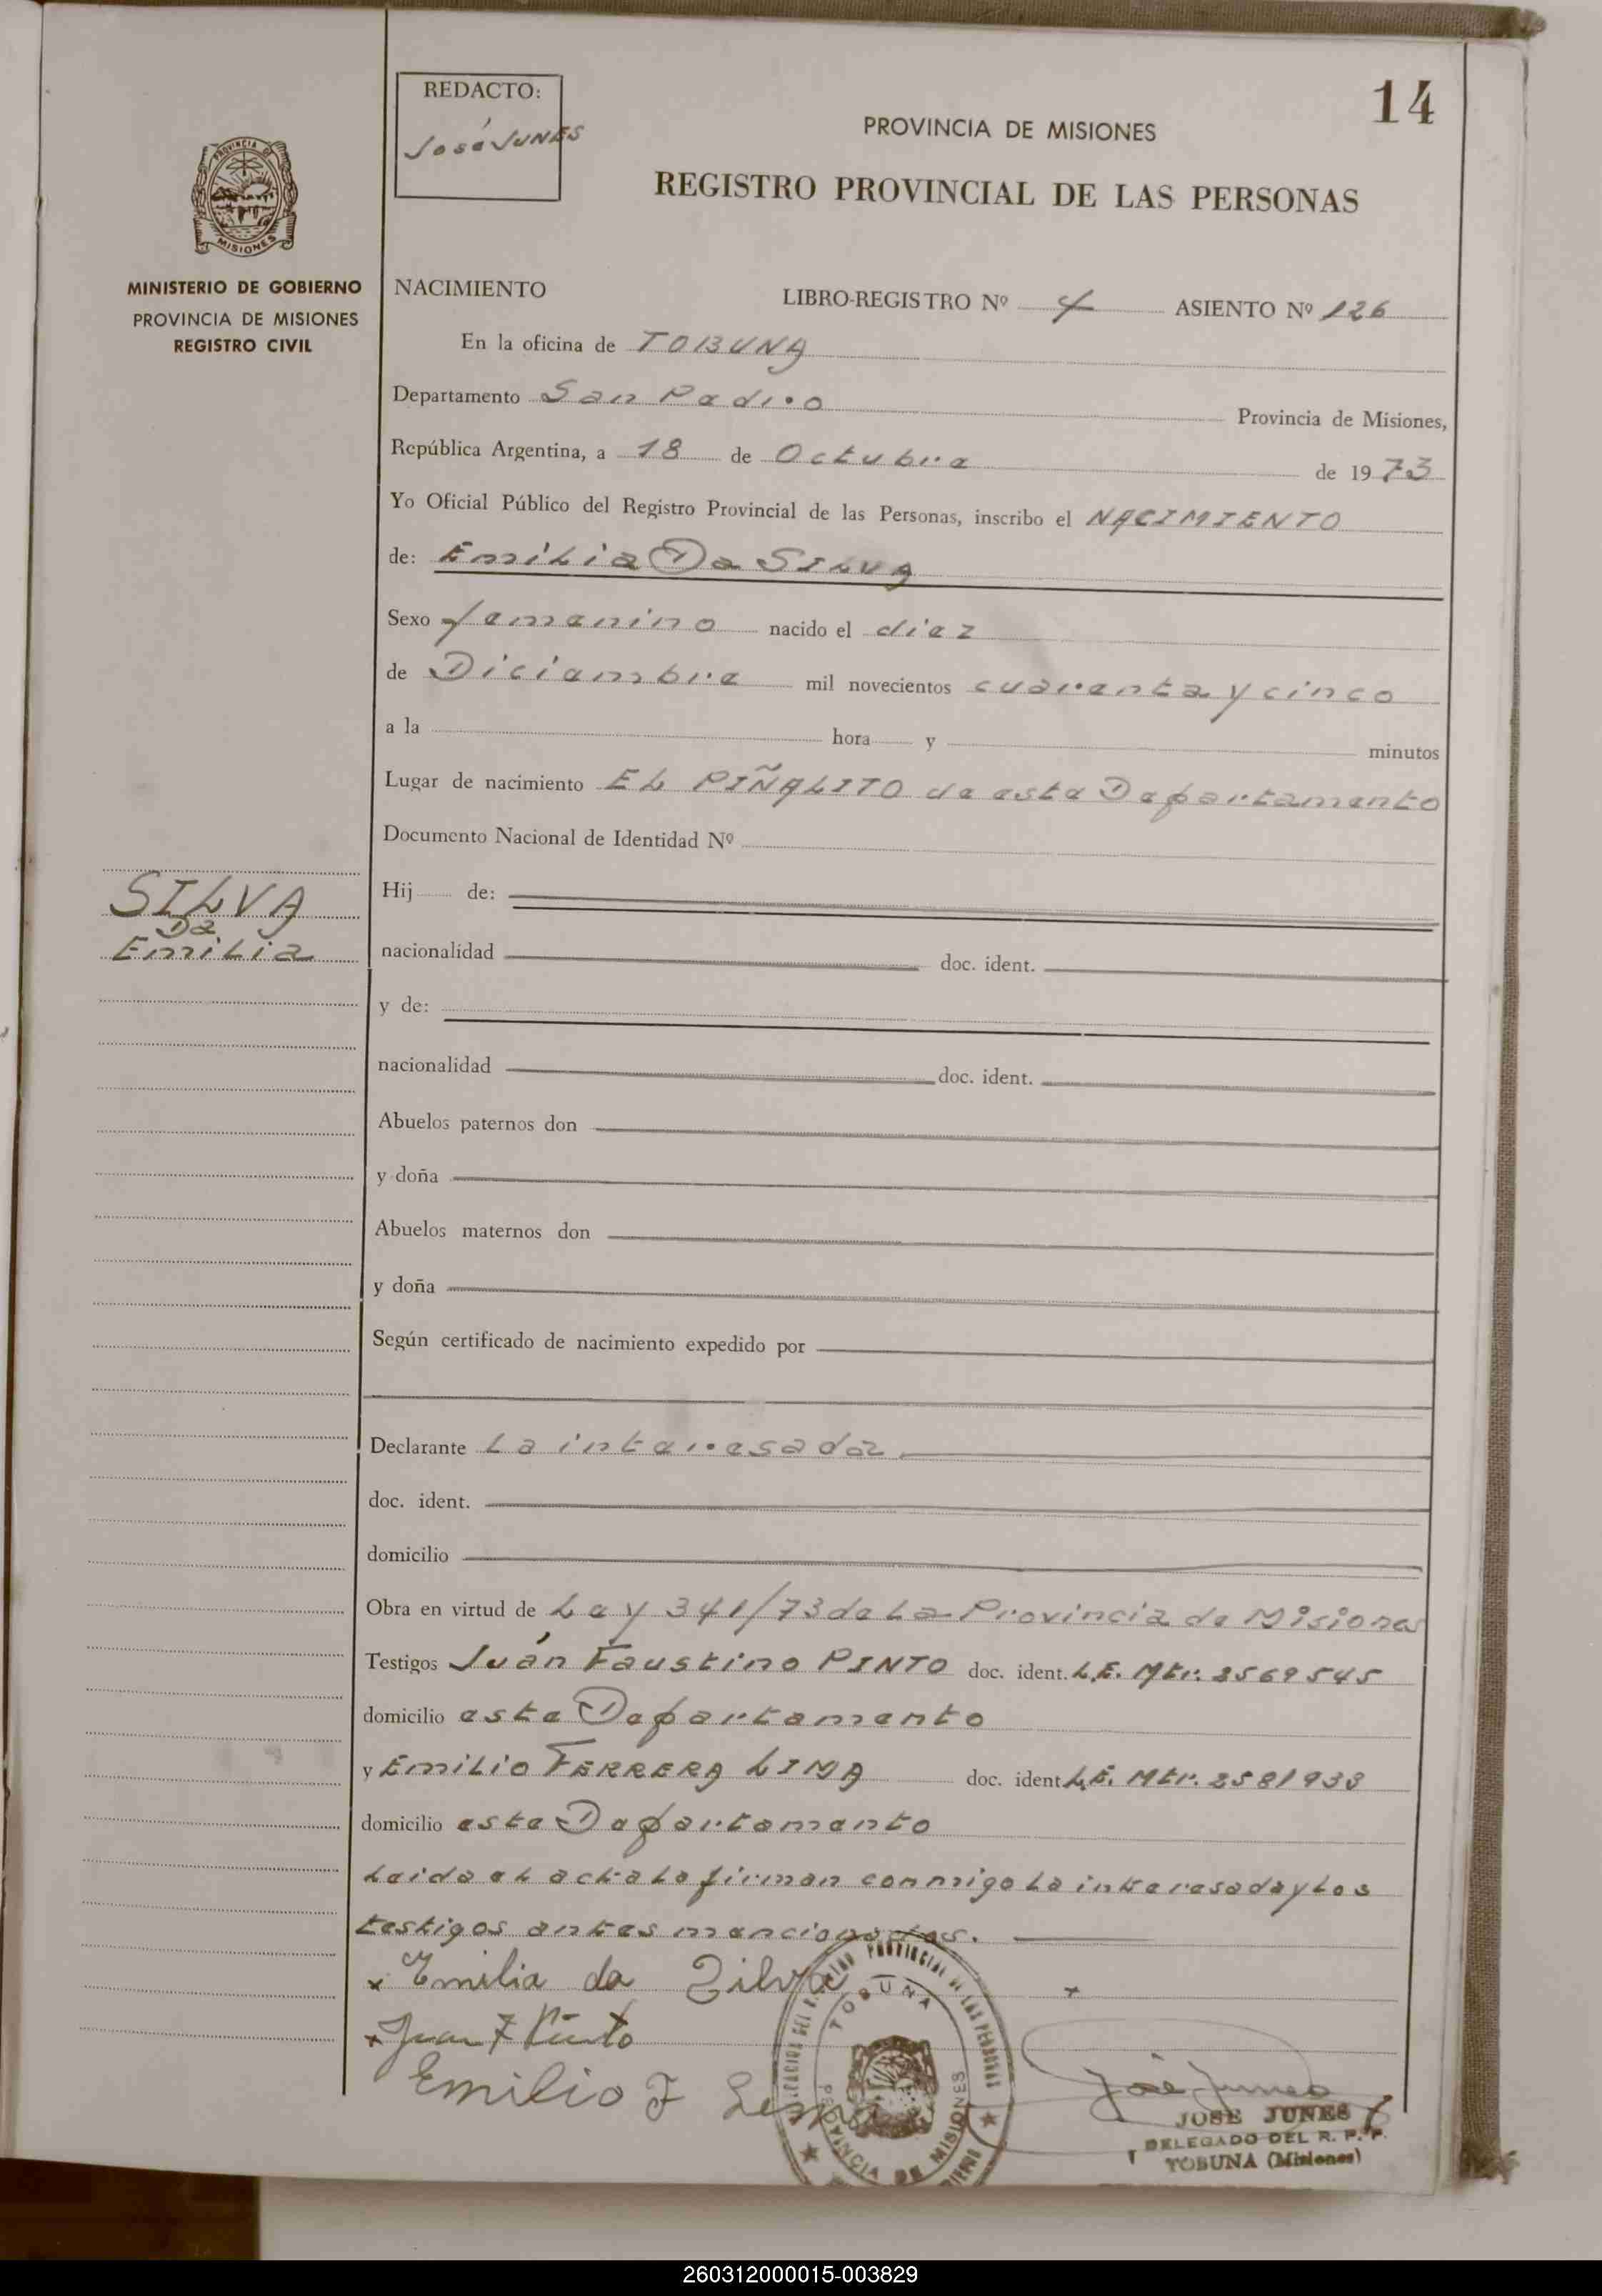 14
REDACTO:
José JUNES
PROVINCIA DE MISIONES
REGISTRO PROVINCIAL DE LAS PERSONAS
PROVINCIA DE
MISIONES
MINISTERIO DE GOBIERNO
PROVINCIA DE MISIONES
REGISTRO CIVIL
NACIMIENTO LIBRO-REGISTRO Nº 4 ASIENTO Nº 126
En la oficina de TOBUNA
Departamento San Pedro Provincia de Misiones,
República Argentina, a 18 de Octubre de 1973
Yo Oficial Público del Registro Provincial de las Personas, inscribo el NACIMIENTO
de: Emilia Da SILVA
Sexo femenino nacido el diez
de Diciembre mil novecientos cuarenta y cinco
a la hora y minutos
Lugar de nacimiento EL PIÑALITO de este Departamento
Documento Nacional de Identidad Nº
SILVA
Da
Emilia
Hij de:
nacionalidad doc. ident.
y de:
nacionalidad doc. ident.
Abuelos paternos don
y doña
Abuelos maternos don
y doña
Según certificado de nacimiento expedido por
Declarante La interesada
doc. ident.
domicilio
Obra en virtud de Ley 341/73 de La Provincia de Misiones
Testigos Juán Faustino PINTO doc. ident. L.E. Mtr. 2569545
domicilio este Departamento
y Emilio FERRERA LIMA doc. ident. L.E. Mtr. 2581933
domicilio este Departamento
Leida el acta la firman conmigo la interesada y los
testigos antes mencionados.
x Emilia da Silva x
x Juan F Pinto
Emilio F Lima
TOBUNA
PROVINCIA DE MISIONES
José Junes
JOSE JUNES
DELEGADO DEL R. P. P.
TOBUNA (Misiones)
260312000015-003829